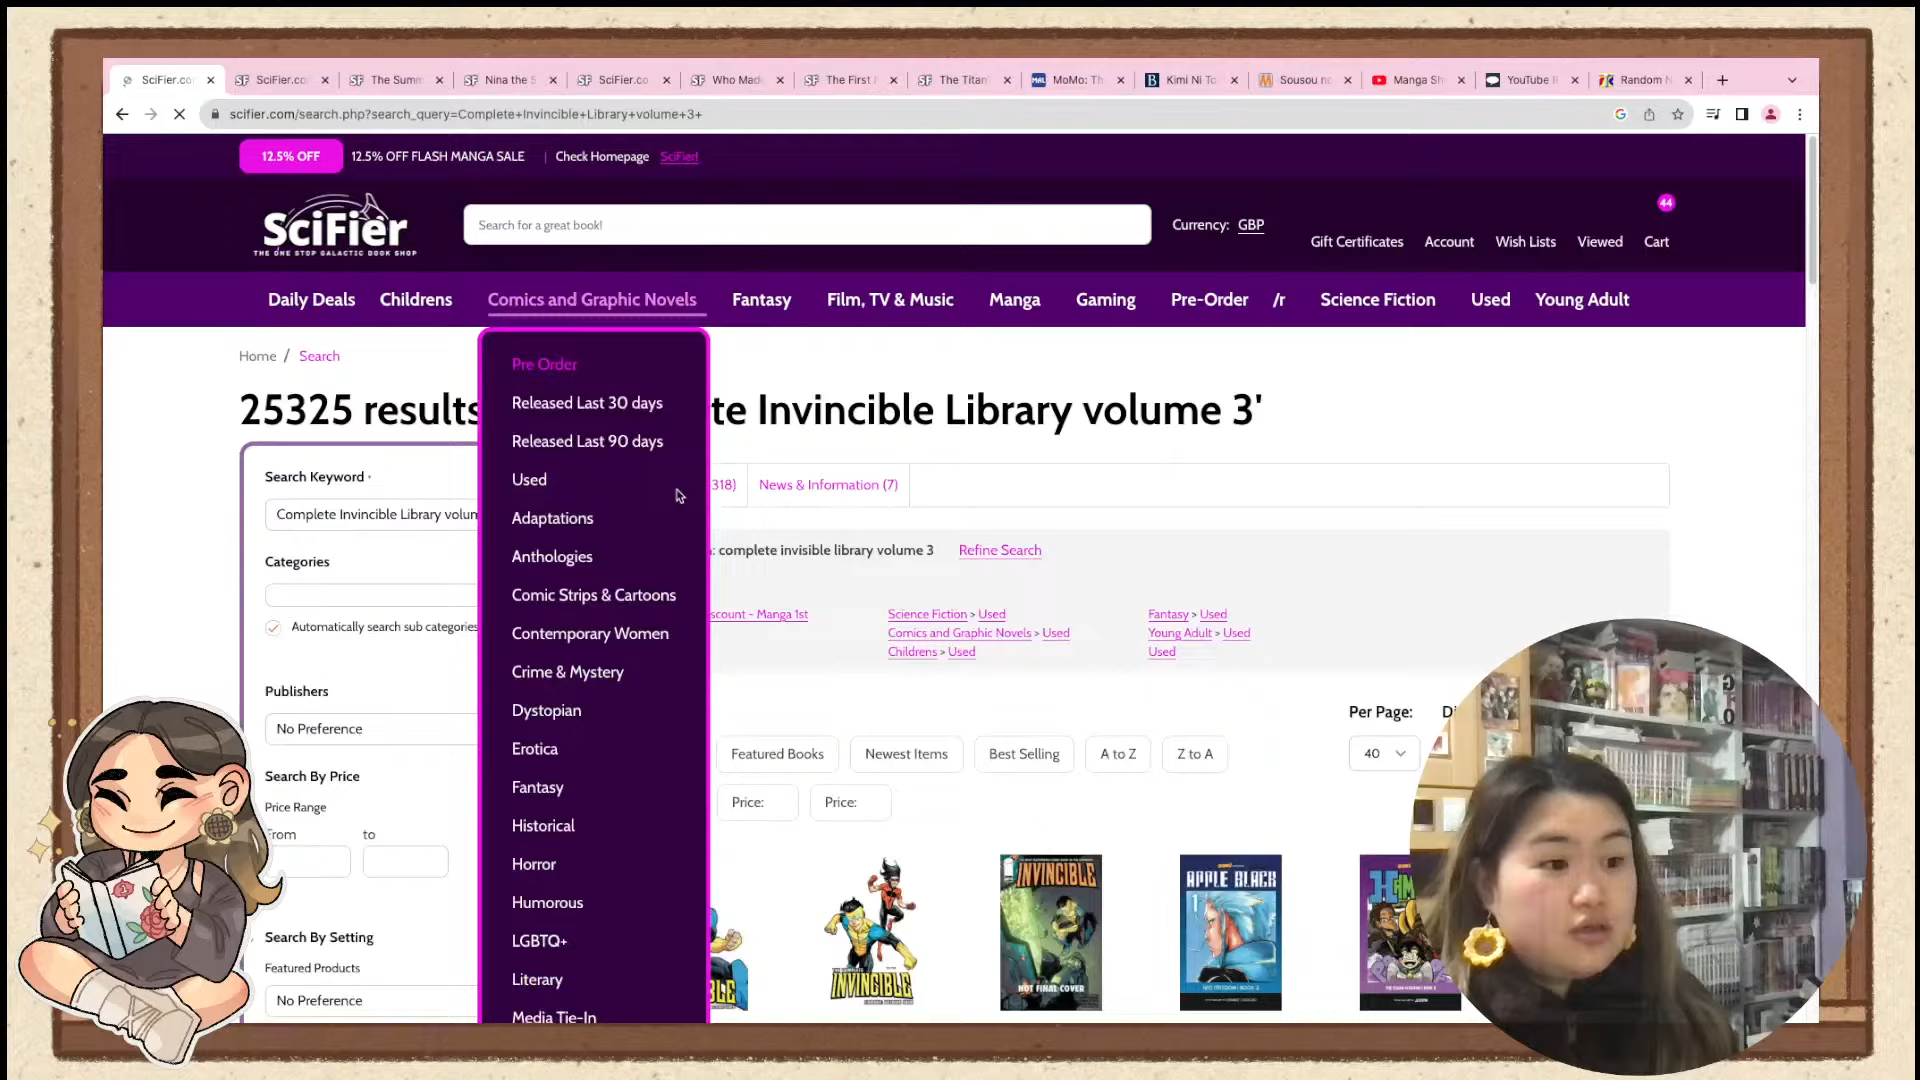 SciFier.co
SciFier.co
The Summ
Nina the S
SciFier.co
Who Mad
The First
The Titan
MoMo: Th
Kimi Ni To
Sousou no
Manga Sh
YouTube
Random N
scifier.com/search.php?search_query=Complete+Invincible+Library+volume+3+
12.5% OFF
12.5% OFF FLASH MANGA SALE | Check Homepage SciFier!
SciFier
THE ONE STOP GALACTIC BOOK SHOP
Search for a great book!
Currency: GBP
44
Gift Certificates Account Wish Lists Viewed Cart
Daily Deals Childrens Comics and Graphic Novels Fantasy Film, TV & Music Manga Gaming Pre-Order /r Science Fiction Used Young Adult
Home / Search
25325 results te Invincible Library volume 3'
Pre Order
Released Last 30 days
Released Last 90 days
Used
Adaptations
Anthologies
Comic Strips & Cartoons
Contemporary Women
Crime & Mystery
Dystopian
Erotica
Fantasy
Historical
Horror
Humorous
LGBTQ+
Literary
Media Tie-In
Search Keyword
Complete Invincible Library volum
Categories
Automatically search sub categories
Publishers
No Preference
Search By Price
Price Range
From to
Search By Setting
Featured Products
No Preference
318) News & Information (7)
: complete invisible library volume 3 Refine Search
scount - Manga 1st
Science Fiction > Used
Comics and Graphic Novels > Used
Childrens > Used
Fantasy > Used
Young Adult > Used
Used
Per Page:
40
Featured Books Newest Items Best Selling A to Z Z to A
Price: Price:
INVINCIBLE
INVINCIBLE
NOT FINAL COVER
APPLE BLACK
1